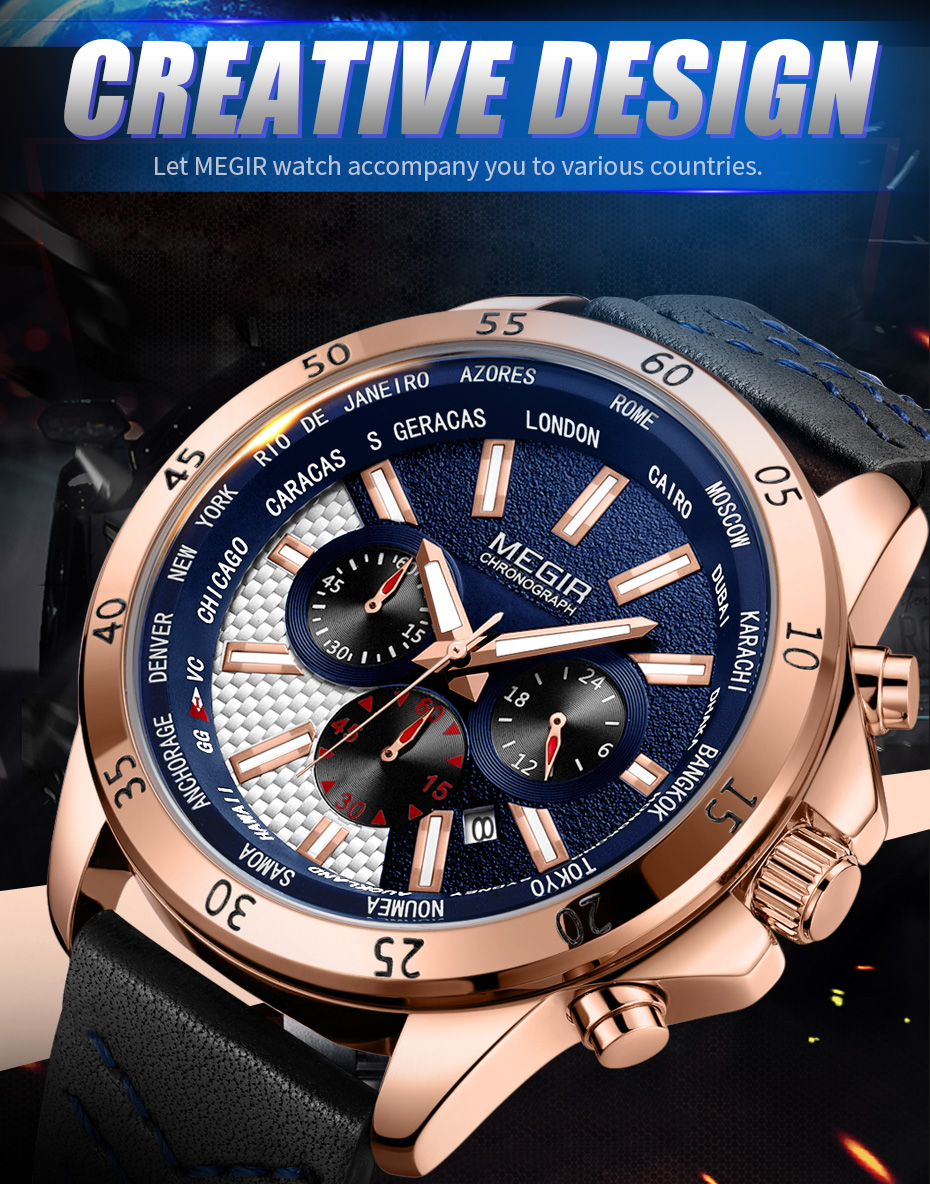 CREATIVE DESIGN
Let MEGIR watch accompany you to various countries.
55
60
05
10
15
20
25
30
35
40
45
50
AZORES
ROME
MOSCOW
KARACHI
BANGKOK
TOKYO
NOUMEA
SAMOA
ANCHORAGE
DENVER
NEW YORK
RIO DE JANEIRO
S GERACAS
LONDON
CAIRO
DUBAI
AUCKLAND
HAWAII
GG
VC
CHICAGO
CARACAS
MEGIR
CHRONOGRAPH
60
45
15
30
60
45
15
30
24
18
6
12
8